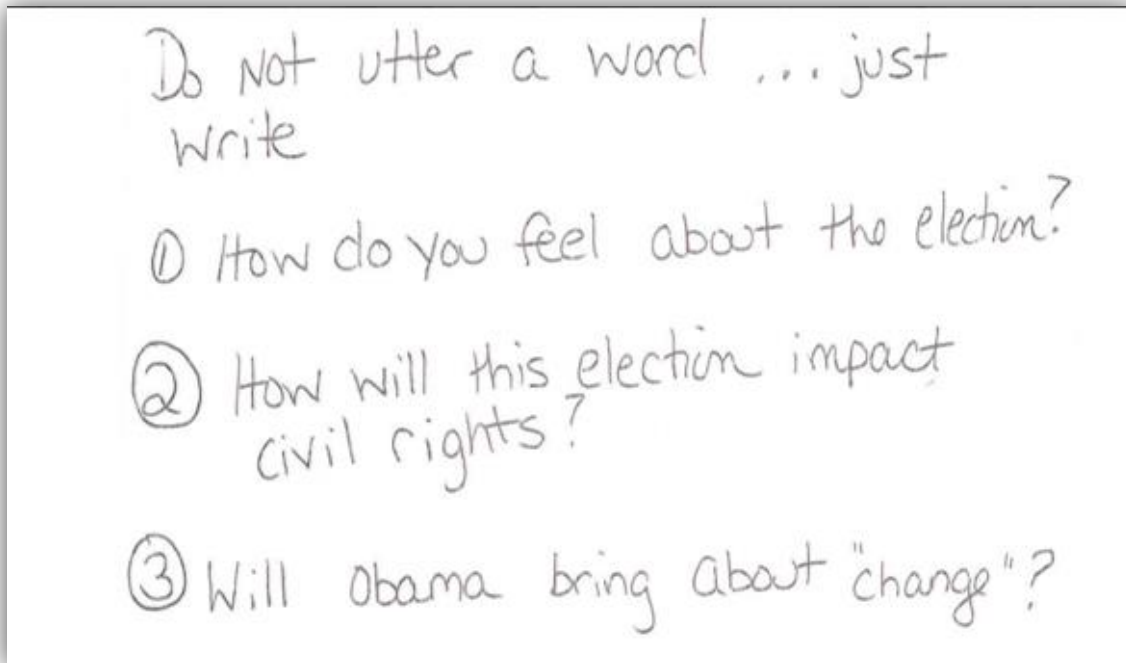 Do Not utter a word ... just
write
① How do you feel about the election?
② How will this election impact
civil rights?
③ Will Obama bring about "change"?